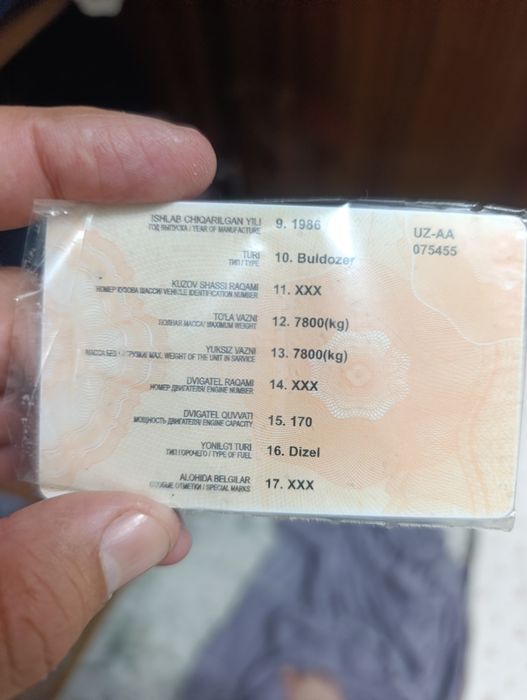 ISHLAB CHIQARILGAN YILI 9. 1986
ГОД ВЫПУСКА / YEAR OF MANUFACTURE
UZ-AA
075455
TURI 10. Buldozer
ТИП / TYPE
KUZOV SHASSI RAQAMI 11. XXX
НОМЕР КУЗОВА ШАССИ/ VEHICLE IDENTIFICATION NUMBER
TO'LA VAZNI 12. 7800(kg)
ПОЛНАЯ МАССА/ MAXIMUM WEIGHT
YUKSIZ VAZNI 13. 7800(kg)
МАССА БЕЗ MAX. WEIGHT OF THE UNIT IN SARVICE
DVIGATEL RAQAMI 14. XXX
НОМЕР ДВИГАТЕЛЯ/ ENGINE NUMBER
DVIGATEL QUVVATI 15. 170
МОЩНОСТЬ ДВИГАТЕЛЯ/ ENGINE CAPACITY
YONILG'I TURI 16. Dizel
ТИП ГОРЮЧЕГО / TYPE OF FUEL
ALOHIDA BELGILAR 17. XXX
ОСОБЫЕ ОТМЕТКИ / SPECIAL MARKS